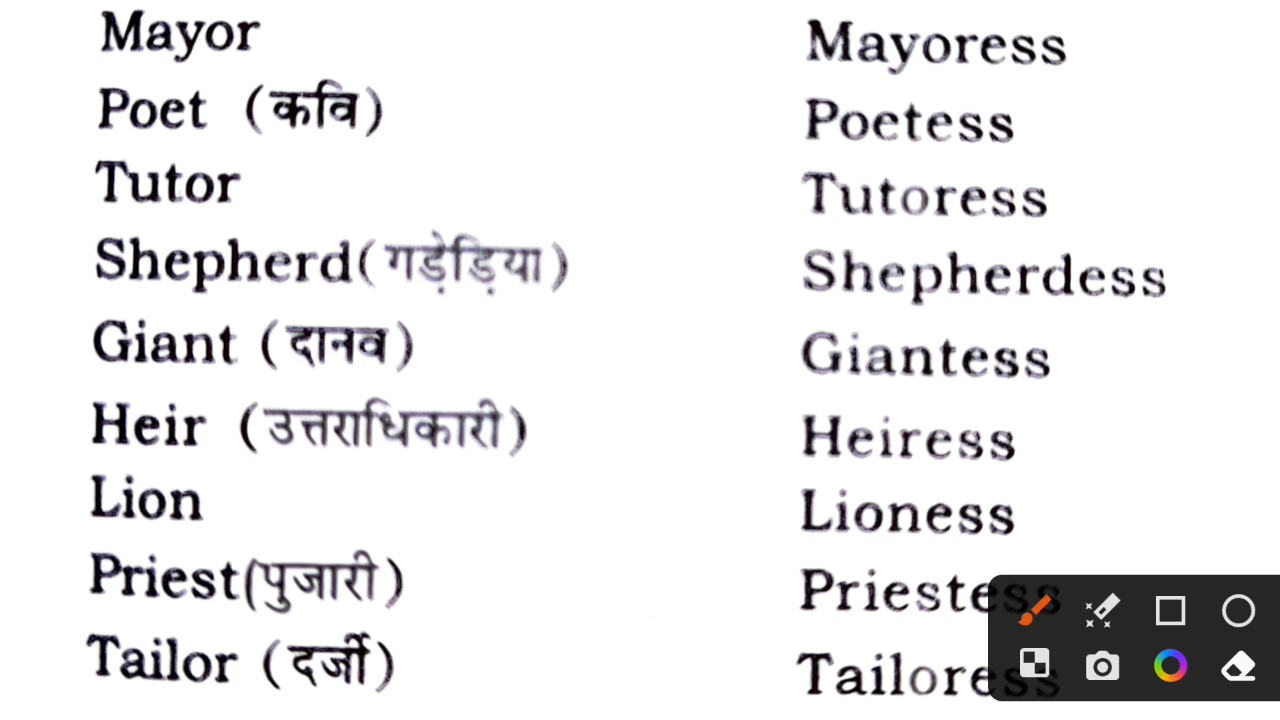 Mayor Mayoress
Poet (कवि) Poetess
Tutor Tutoress
Shepherd(गड़ेड़िया) Shepherdess
Giant (दानव) Giantess
Heir (उत्तराधिकारी) Heiress
Lion Lioness
Priest(पुजारी) Priestess
Tailor (दर्जी) Tailoress